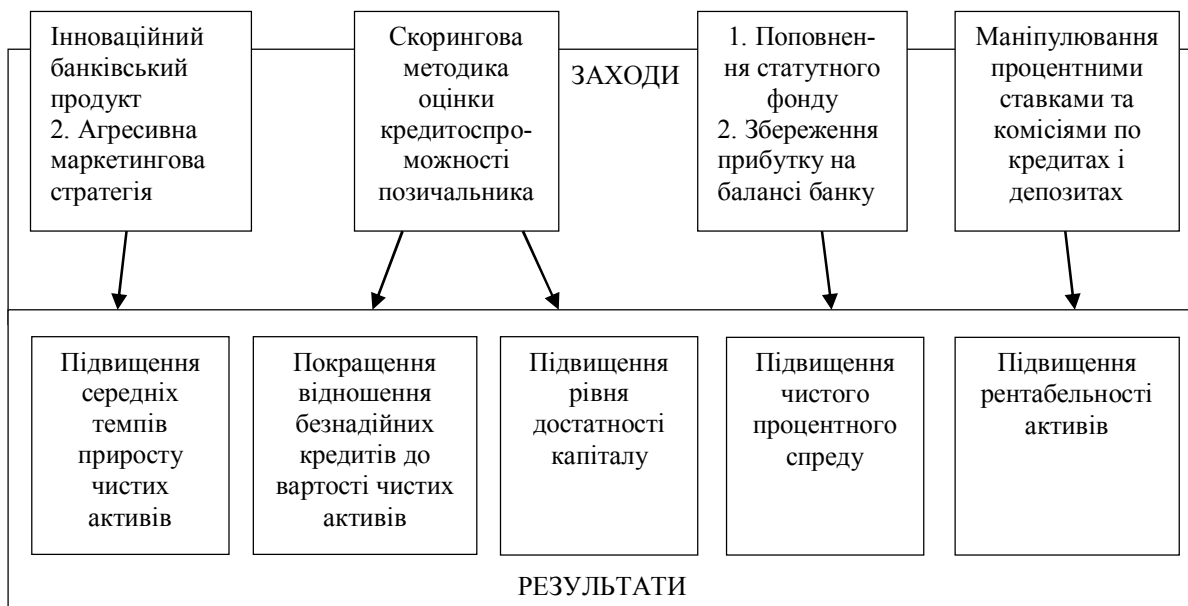 Інноваційний
банківський
продукт
2. Агресивна
маркетингова
стратегія
Скорингова
методика
оцінки
кредитоспро-
можності
позичальника
ЗАХОДИ
1. Поповнен-
ня статутного
фонду
2. Збереження
прибутку на
балансі банку
Маніпулювання
процентними
ставками та
комісіями по
кредитах і
депозитах
Підвищення
середніх
темпів
приросту
чистих
активів
Покращення
відношення
безнадійних
кредитів до
вартості чистих
активів
Підвищення
рівня
достатності
капіталу
Підвищення
чистого
процентного
спреду
Підвищення
рентабельності
активів
РЕЗУЛЬТАТИ